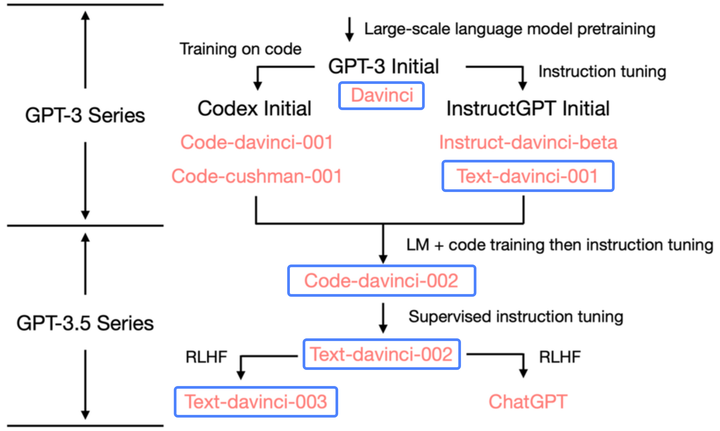 Large-scale language model pretraining
Training on code
GPT-3 Initial
Instruction tuning
Davinci
Codex Initial
InstructGPT Initial
GPT-3 Series
Code-davinci-001
Instruct-davinci-beta
Code-cushman-001
Text-davinci-001
LM + code training then instruction tuning
Code-davinci-002
GPT-3.5 Series
Supervised instruction tuning
RLHF
Text-davinci-002
RLHF
Text-davinci-003
ChatGPT